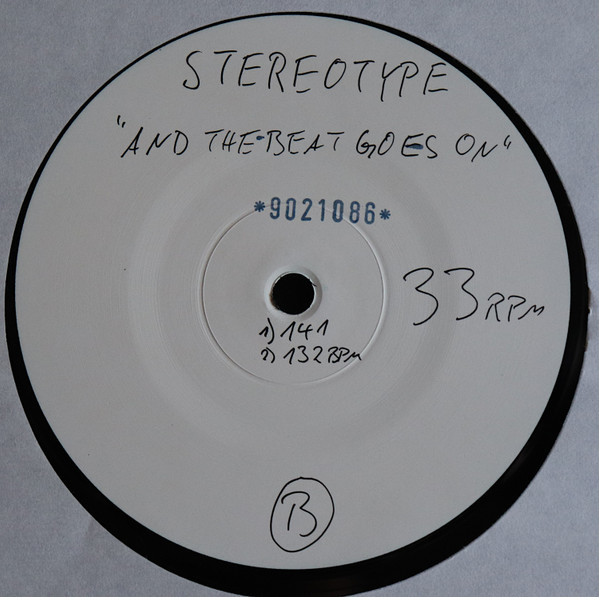 STEREOTYPE
"AND THE BEAT GOES ON"
*9021086*
33 RPM
1) 141
2) 132 BPM
B